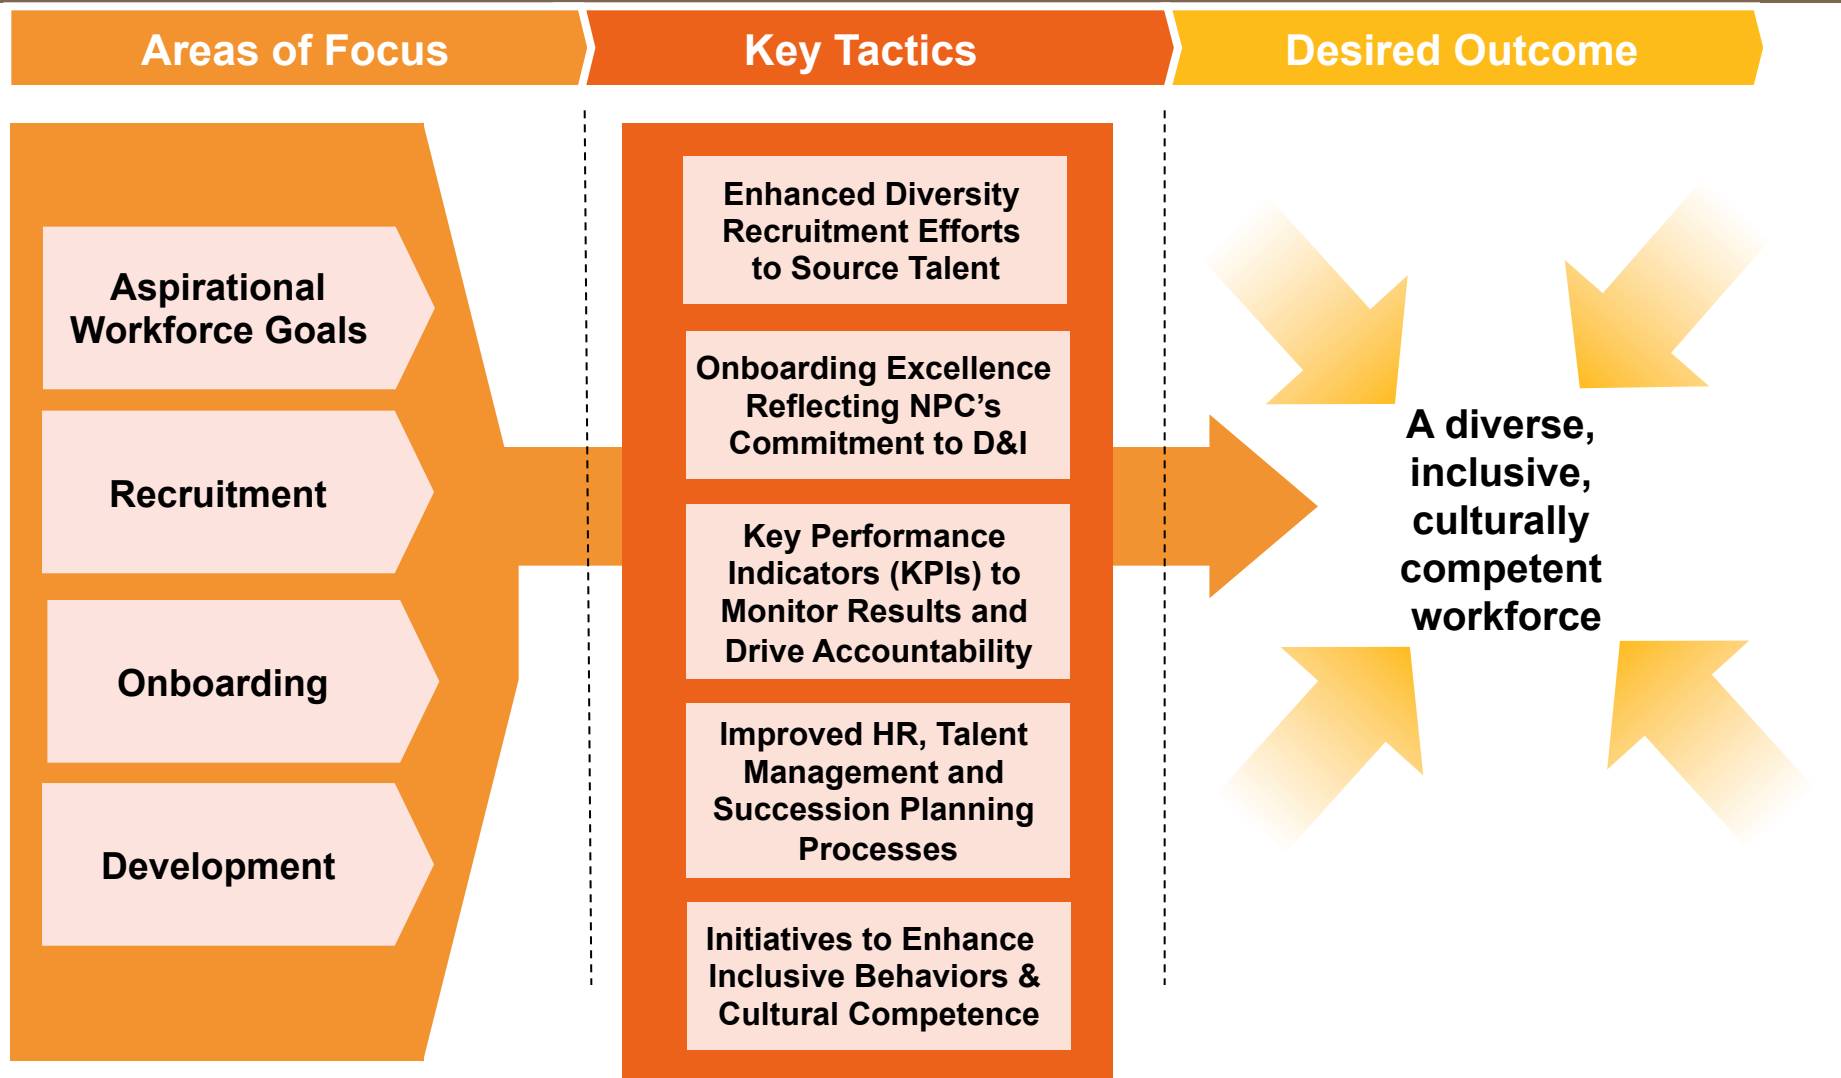 Areas of Focus
Key Tactics
Desired Outcome
Aspirational
Workforce Goals
Recruitment
Onboarding
Development
Enhanced Diversity
Recruitment Efforts
to Source Talent
Onboarding Excellence
Reflecting NPC’s
Commitment to D&I
Key Performance
Indicators (KPIs) to
Monitor Results and
Drive Accountability
Improved HR, Talent
Management and
Succession Planning
Processes
Initiatives to Enhance
Inclusive Behaviors &
Cultural Competence
A diverse,
inclusive,
culturally
competent
workforce